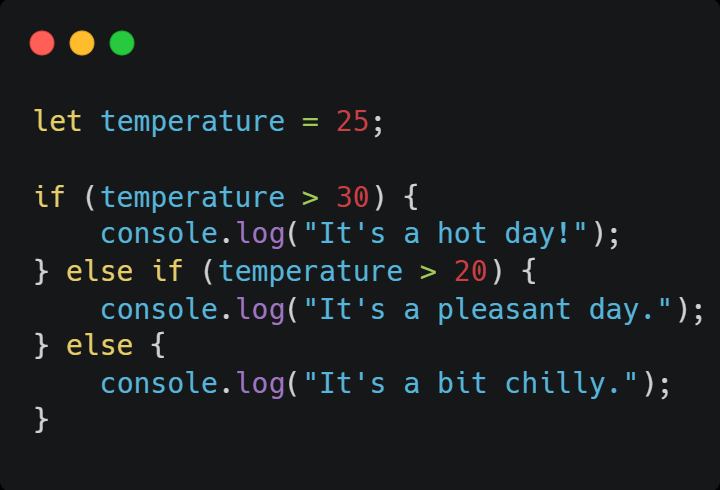 let temperature = 25;

if (temperature > 30) {
    console.log("It's a hot day!");
} else if (temperature > 20) {
    console.log("It's a pleasant day.");
} else {
    console.log("It's a bit chilly.");
}